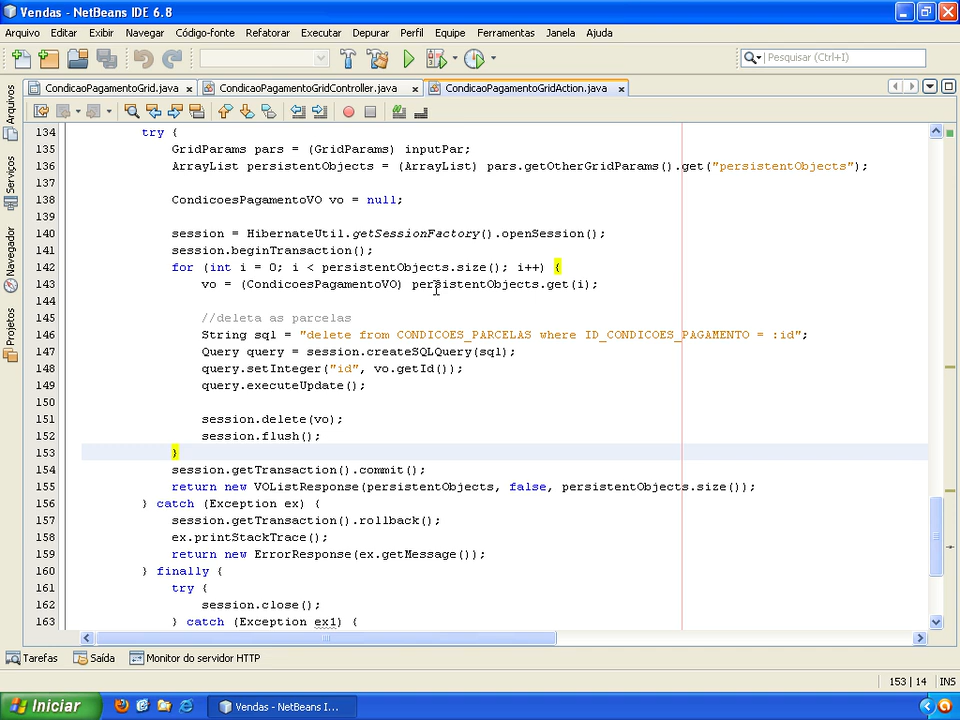 Vendas - NetBeans IDE 6.8
Arquivo Editar Exibir Navegar Código-fonte Refatorar Executar Depurar Perfil Equipe Ferramentas Janela Ajuda
Pesquisar (Ctrl+I)
CondicaoPagamentoGrid.java
CondicaoPagamentoGridController.java
CondicaoPagamentoGridAction.java
Arquivos
Serviços
Navegador
Projetos
134 try {
135 GridParams pars = (GridParams) inputPar;
136 ArrayList persistentObjects = (ArrayList) pars.getOtherGridParams().get("persistentObjects");
137
138 CondicoesPagamentoVO vo = null;
139
140 session = HibernateUtil.getSessionFactory().openSession();
141 session.beginTransaction();
142 for (int i = 0; i < persistentObjects.size(); i++) {
143 vo = (CondicoesPagamentoVO) persistentObjects.get(i);
144
145 //deleta as parcelas
146 String sql = "delete from CONDICOES_PARCELAS where ID_CONDICOES_PAGAMENTO = :id";
147 Query query = session.createSQLQuery(sql);
148 query.setInteger("id", vo.getId());
149 query.executeUpdate();
150
151 session.delete(vo);
152 session.flush();
153 }
154 session.getTransaction().commit();
155 return new VOListResponse(persistentObjects, false, persistentObjects.size());
156 } catch (Exception ex) {
157 session.getTransaction().rollback();
158 ex.printStackTrace();
159 return new ErrorResponse(ex.getMessage());
160 } finally {
161 try {
162 session.close();
163 } catch (Exception ex1) {
Tarefas Saída Monitor do servidor HTTP
153 | 14 INS
Iniciar Vendas - NetBeans I...